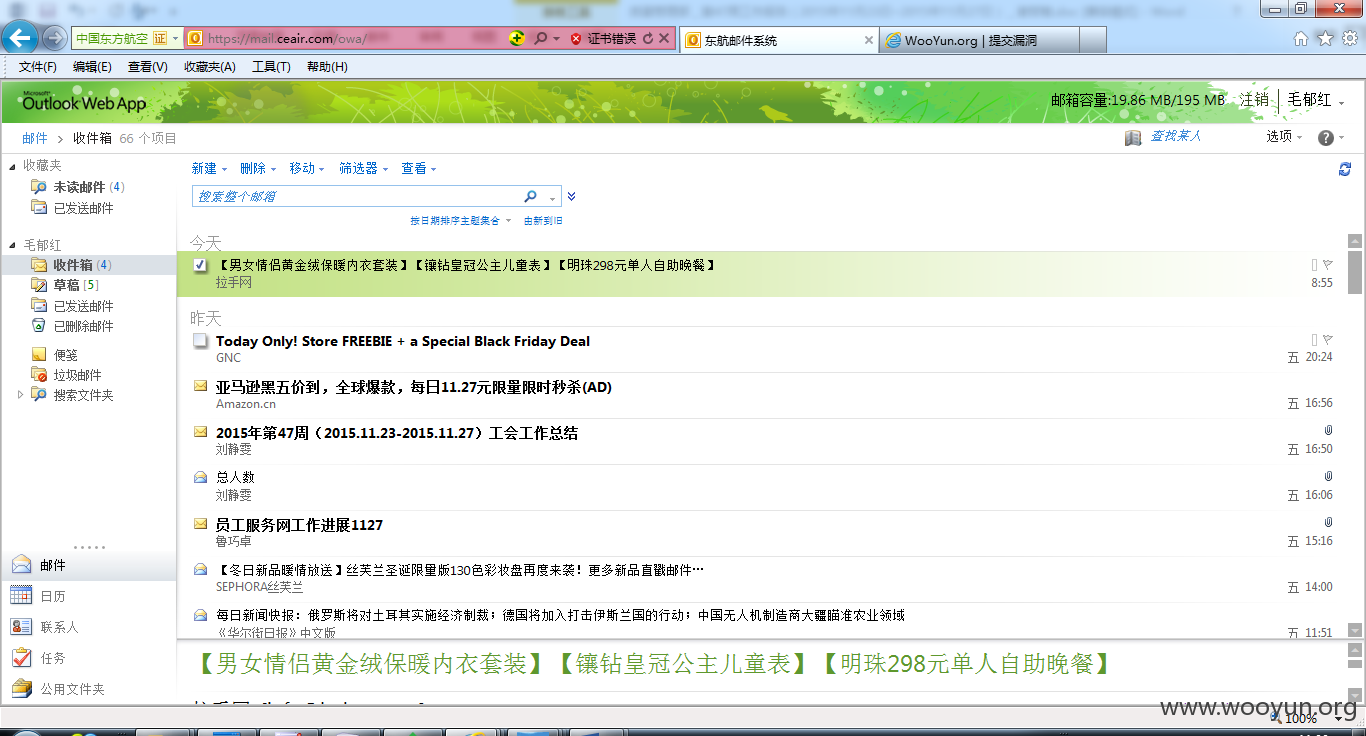 中国东方航空 证 https://mail.ceair.com/owa/ 证书错误 东航邮件系统 WooYun.org | 提交漏洞
文件(F) 编辑(E) 查看(V) 收藏夹(A) 工具(T) 帮助(H)
Microsoft
Outlook Web App 邮箱容量:19.86 MB/195 MB 注销 毛郁红
邮件 > 收件箱 66 个项目 查找某人 选项
收藏夹
未读邮件 (4)
已发送邮件
毛郁红
收件箱 (4)
草稿 [5]
已发送邮件
已删除邮件
便笺
垃圾邮件
搜索文件夹
邮件
日历
联系人
任务
公用文件夹
新建 删除 移动 筛选器 查看
搜索整个邮箱
按日期排序主题集合 由新到旧
今天
【男女情侣黄金绒保暖内衣套装】【镶钻皇冠公主儿童表】【明珠298元单人自助晚餐】
拉手网 8:55
昨天
Today Only! Store FREEBIE + a Special Black Friday Deal
GNC 五 20:24
亚马逊黑五价到，全球爆款，每日11.27元限量限时秒杀(AD)
Amazon.cn 五 16:56
2015年第47周（2015.11.23-2015.11.27）工会工作总结
刘静雯 五 16:50
总人数
刘静雯 五 16:06
员工服务网工作进展1127
鲁巧卓 五 15:16
【冬日新品暖情放送】丝芙兰圣诞限量版130色彩妆盘再度来袭！更多新品直戳邮件…
SEPHORA丝芙兰 五 14:00
每日新闻快报：俄罗斯将对土耳其实施经济制裁；德国将加入打击伊斯兰国的行动；中国无人机制造商大疆瞄准农业领域
《华尔街日报》中文版 五 11:51
【男女情侣黄金绒保暖内衣套装】【镶钻皇冠公主儿童表】【明珠298元单人自助晚餐】
www.wooyun.org
100%